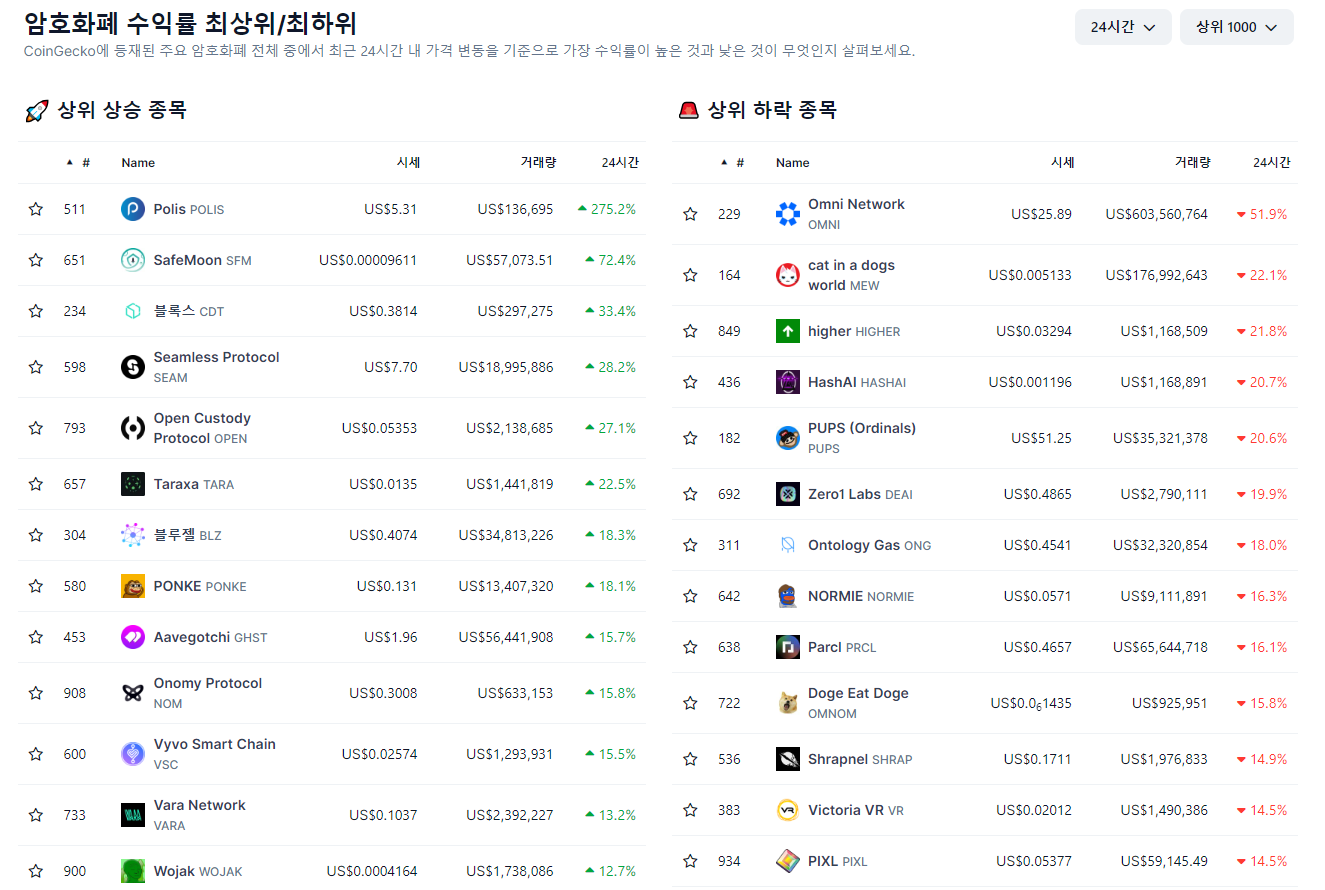 암호화폐 수익률 최상위/최하위
24시간
상위 1000
CoinGecko에 등재된 주요 암호화폐 전체 중에서 최근 24시간 내 가격 변동을 기준으로 가장 수익률이 높은 것과 낮은 것이 무엇인지 살펴보세요.
상위 상승 종목
# Name 시세 거래량 24시간
511 Polis POLIS US$5.31 US$136,695 275.2%
651 SafeMoon SFM US$0.00009611 US$57,073.51 72.4%
234 블록스 CDT US$0.3814 US$297,275 33.4%
598 Seamless Protocol SEAM US$7.70 US$18,995,886 28.2%
793 Open Custody Protocol OPEN US$0.05353 US$2,138,685 27.1%
657 Taraxa TARA US$0.0135 US$1,441,819 22.5%
304 블루젤 BLZ US$0.4074 US$34,813,226 18.3%
580 PONKE PONKE US$0.131 US$13,407,320 18.1%
453 Aavegotchi GHST US$1.96 US$56,441,908 15.7%
908 Onomy Protocol NOM US$0.3008 US$633,153 15.8%
600 Vyvo Smart Chain VSC US$0.02574 US$1,293,931 15.5%
733 Vara Network VARA US$0.1037 US$2,392,227 13.2%
900 Wojak WOJAK US$0.0004164 US$1,738,086 12.7%
상위 하락 종목
# Name 시세 거래량 24시간
229 Omni Network OMNI US$25.89 US$603,560,764 51.9%
164 cat in a dogs world MEW US$0.005133 US$176,992,643 22.1%
849 higher HIGHER US$0.03294 US$1,168,509 21.8%
436 HashAI HASHAI US$0.001196 US$1,168,891 20.7%
182 PUPS (Ordinals) PUPS US$51.25 US$35,321,378 20.6%
692 Zero1 Labs DEAI US$0.4865 US$2,790,111 19.9%
311 Ontology Gas ONG US$0.4541 US$32,320,854 18.0%
642 NORMIE NORMIE US$0.0571 US$9,111,891 16.3%
638 Parcl PRCL US$0.4657 US$65,644,718 16.1%
722 Doge Eat Doge OMNOM US$0.0₆1435 US$925,951 15.8%
536 Shrapnel SHRAP US$0.1711 US$1,976,833 14.9%
383 Victoria VR VR US$0.02012 US$1,490,386 14.5%
934 PIXL PIXL US$0.05377 US$59,145.49 14.5%